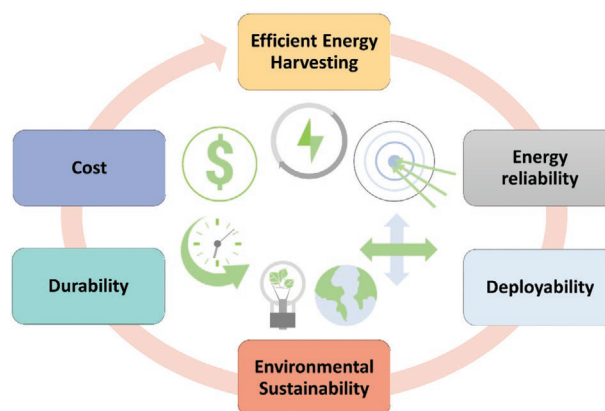 Efficient Energy
Harvesting
Cost
$
Energy
reliability
Durability
Deployability
Environmental
Sustainability